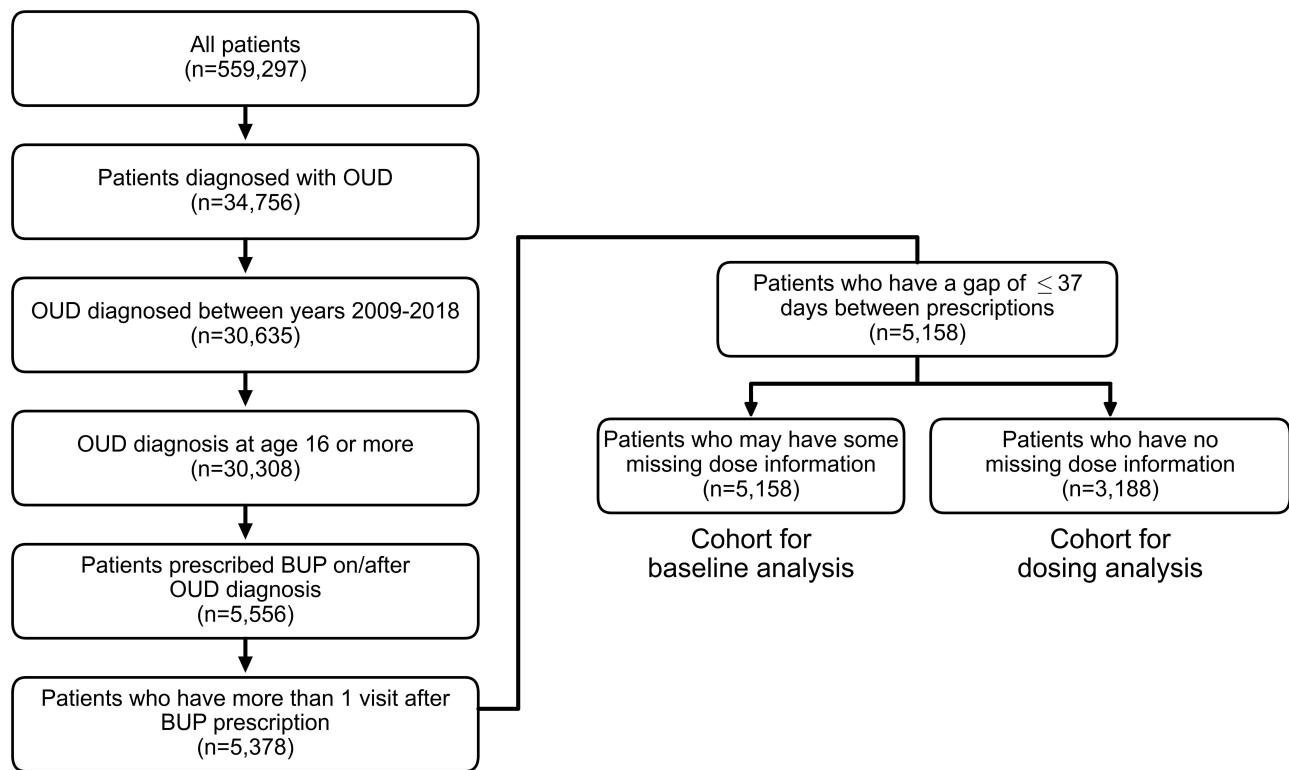 All patients
(n=559,297)
Patients diagnosed with OUD
(n=34,756)
OUD diagnosed between years 2009-2018
(n=30,635)
OUD diagnosis at age 16 or more
(n=30,308)
Patients prescribed BUP on/after
OUD diagnosis
(n=5,556)
Patients who have more than 1 visit after
BUP prescription
(n=5,378)
Patients who have a gap of ≤ 37
days between prescriptions
(n=5,158)
Patients who may have some
missing dose information
(n=5,158)
Cohort for
baseline analysis
Patients who have no
missing dose information
(n=3,188)
Cohort for
dosing analysis